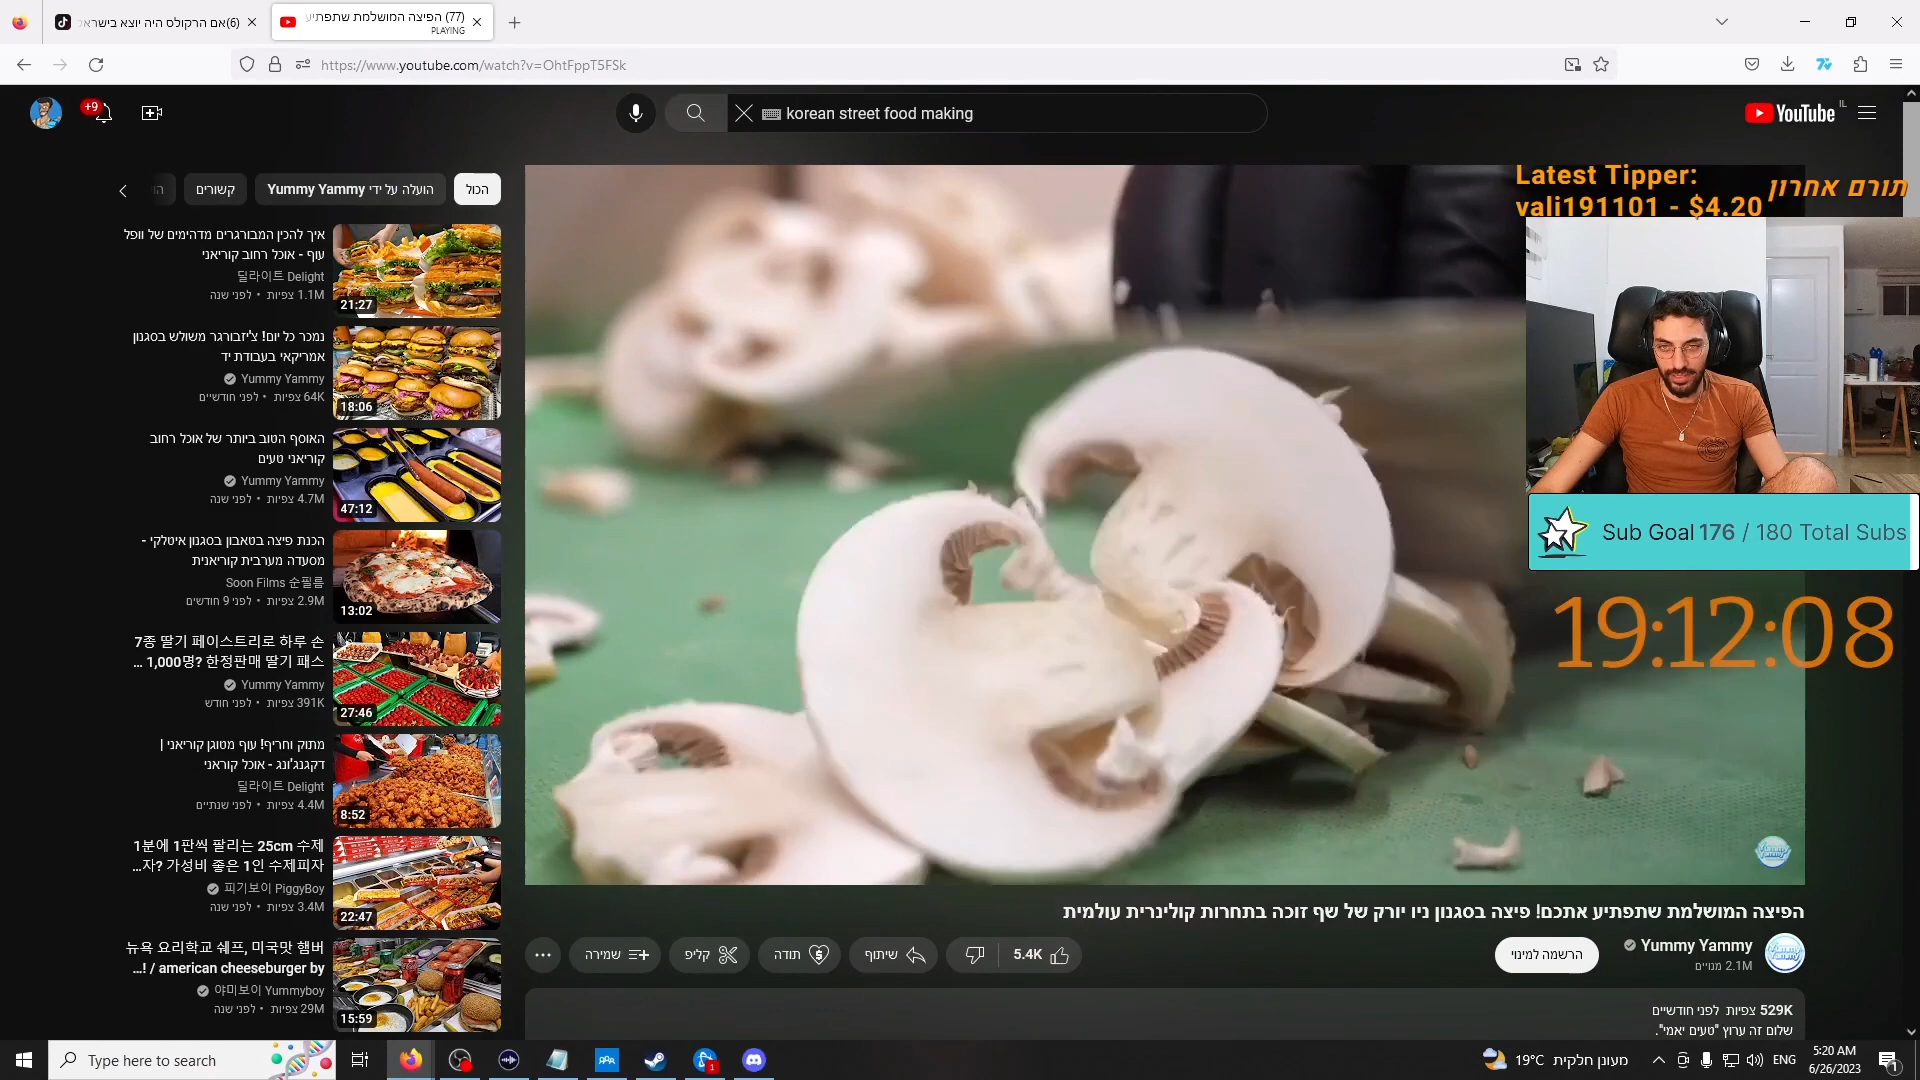 (6)אם הרקולס היה יוצא בישראל
(77) הפיצה המושלמת שתפתיע
PLAYING
https://www.youtube.com/watch?v=OhtFppT5FSk
+9
korean street food making
YouTube
IL
הכול
הועלה על ידי Yummy Yammy
קשורים
איך להכין המבורגרים מדהימים של וופל
עוף - אוכל רחוב קוריאני
딜라이트 Delight
1.1M צפיות • לפני שנה
21:27
נמכר כל יום! צ'יזבורגר משולש בסגנון
אמריקאי בעבודת יד
Yummy Yammy
64K צפיות • לפני חודשיים
18:06
האוסף הטוב ביותר של אוכל רחוב
קוריאני טעים
Yummy Yammy
4.7M צפיות • לפני שנה
47:12
הכנת פיצה בטאבון בסגנון איטלקי -
מסעדה מערבית קוריאנית
Soon Films 순필름
2.9M צפיות • לפני 9 חודשים
13:02
7종 딸기 페이스트리로 하루 손
... 1,000명? 한정판매 딸기 패스
Yummy Yammy
391K צפיות • לפני חודש
27:46
מתוק וחריף! עוף מטוגן קוריאני |
דקגנג'ונג - אוכל קוראני
딜라이트 Delight
4.4M צפיות • לפני שנתיים
8:52
1분에 1판씩 팔리는 25cm 수제
...자? 가성비 좋은 1인 수제피자
피기보이 PiggyBoy
3.4M צפיות • לפני שנה
22:47
뉴욕 요리학교 쉐프, 미국맛 햄버
...! / american cheeseburger by
야미보이 Yummyboy
29M צפיות • לפני שנה
15:59
Latest Tipper:
vali191101 - $4.20
תורם אחרון
Sub Goal 176 / 180 Total Subs
19:12:08
Yummy Yammy
הפיצה המושלמת שתפתיע אתכם! פיצה בסגנון ניו יורק של שף זוכה בתחרות קולינרית עולמית
Yummy Yammy
2.1M מנויים
הרשמה למינוי
5.4K
שיתוף
תודה
קליפ
שמירה
529K צפיות לפני חודשיים
שלום זה ערוץ "טעים יאמי".
Type here to search
1
19°C מעונן חלקית
ENG
5:20 AM
6/26/2023
1